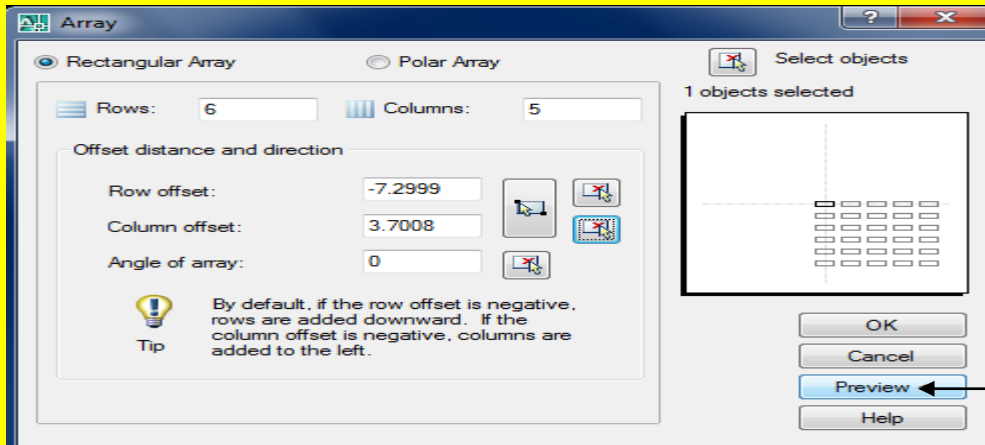 Array
Rectangular Array Polar Array Select objects
1 objects selected
Rows: 6 Columns: 5
Offset distance and direction
Row offset: -7.2999
Column offset: 3.7008
Angle of array: 0
Tip
By default, if the row offset is negative,
rows are added downward. If the
column offset is negative, columns are
added to the left.
OK
Cancel
Preview
Help